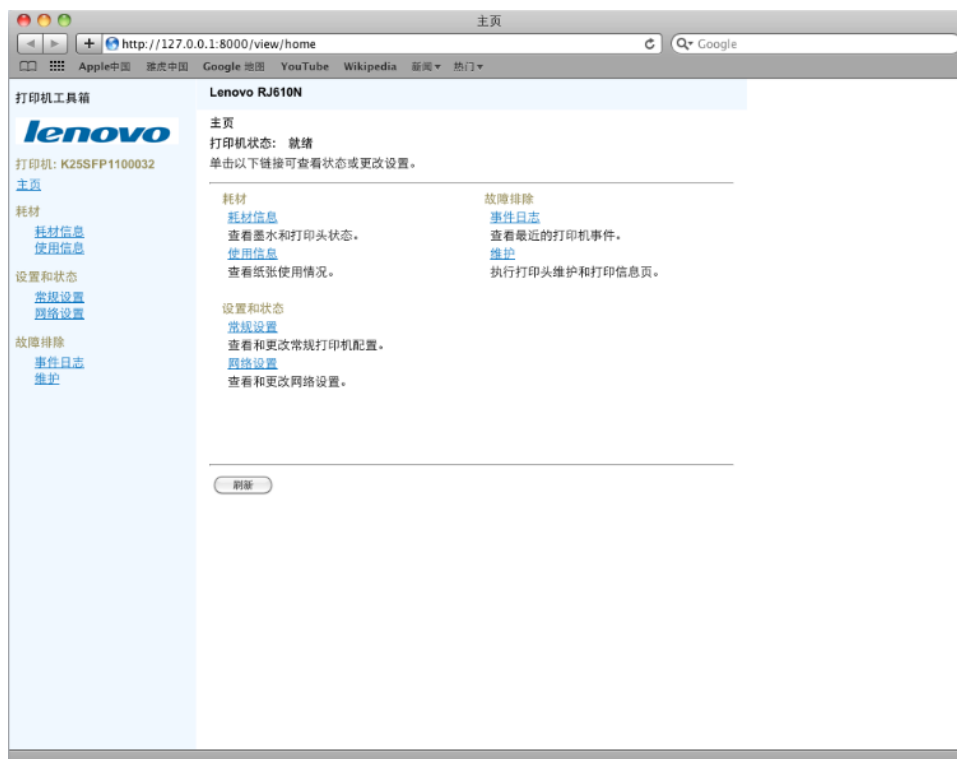 主页
http://127.0.0.1:8000/view/home
Google
Apple中国 雅虎中国 Google 地图 YouTube Wikipedia 新闻 热门
打印机工具箱
lenovo
打印机: K25SFP1100032
主页
耗材
耗材信息
使用信息
设置和状态
常规设置
网络设置
故障排除
事件日志
维护
Lenovo RJ610N
主页
打印机状态: 就绪
单击以下链接可查看状态或更改设置。
耗材
耗材信息
查看墨水和打印头状态。
使用信息
查看纸张使用情况。
设置和状态
常规设置
查看和更改常规打印机配置。
网络设置
查看和更改网络设置。
故障排除
事件日志
查看最近的打印机事件。
维护
执行打印头维护和打印信息页。
刷新